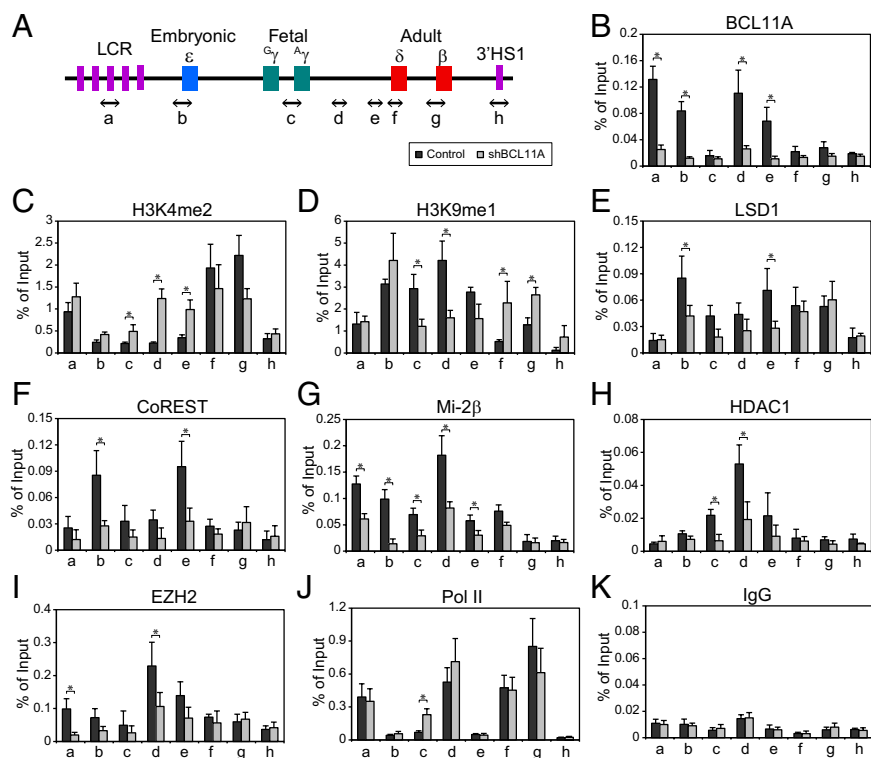 A
LCR
Embryonic
ε
Fetal
Gγ
Aγ
Adult
δ
β
3'HS1
a b c d e f g h
Control shBCL11A
B
BCL11A
% of Input
0.16
0.12
0.08
0.04
0
a b c d e f g h
* * * *
C
H3K4me2
% of Input
3
2.5
2
1.5
1
0.5
0
a b c d e f g h
* * *
D
H3K9me1
% of Input
6
5
4
3
2
1
0
a b c d e f g h
* * * *
E
LSD1
% of Input
0.15
0.12
0.09
0.06
0.03
0
a b c d e f g h
* *
F
CoREST
% of Input
0.15
0.12
0.09
0.06
0.03
0
a b c d e f g h
* *
G
Mi-2β
% of Input
0.25
0.2
0.15
0.1
0.05
0
a b c d e f g h
* * * * *
H
HDAC1
% of Input
0.08
0.06
0.04
0.02
0
a b c d e f g h
* *
I
EZH2
% of Input
0.4
0.3
0.2
0.1
0
a b c d e f g h
* *
J
Pol II
% of Input
1.2
0.9
0.6
0.3
0
a b c d e f g h
*
K
IgG
% of Input
0.1
0.08
0.06
0.04
0.02
0
a b c d e f g h